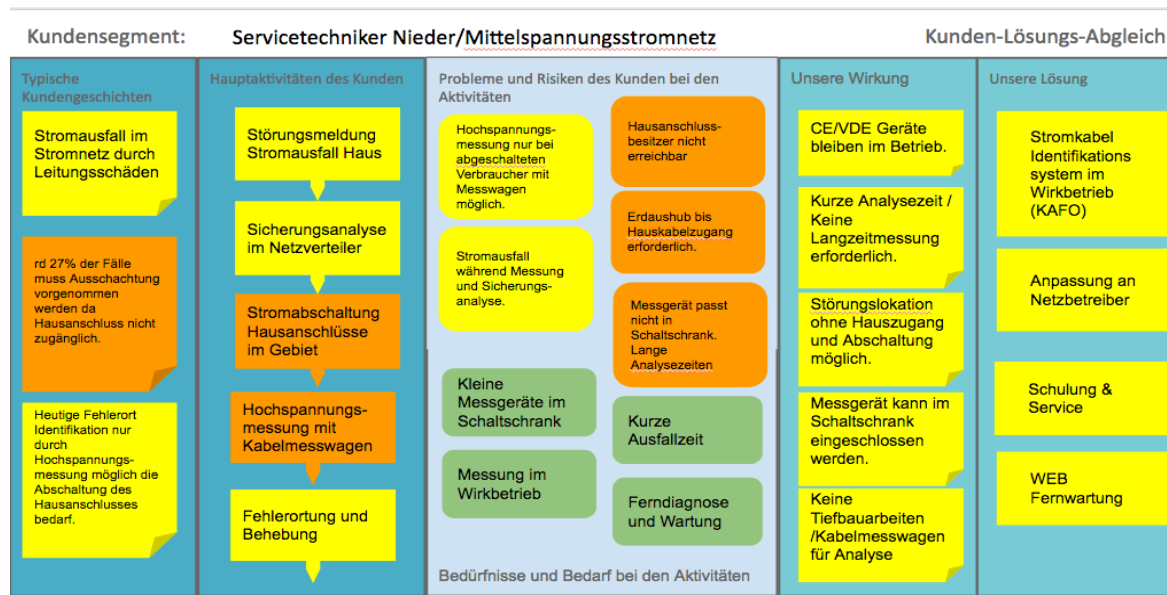 Kundensegment:
Servicetechniker Nieder/Mittelspannungsstromnetz
Kunden-Lösungs-Abgleich
Typische
Kundengeschichten
Stromausfall im
Stromnetz durch
Leitungsschäden
rd 27% der Fälle
muss Ausschachtung
vorgenommen
werden da
Hausanschluss nicht
zugänglich.
Heutige Fehlerort
Identifikation nur
durch
Hochspannungs-
messung möglich die
Abschaltung des
Hausanschlusses
bedarf.
Hauptaktivitäten des Kunden
Störungsmeldung
Stromausfall Haus
Sicherungsanalyse
im Netzverteiler
Stromabschaltung
Hausanschlüsse
im Gebiet
Hochspannungs-
messung mit
Kabelmesswagen
Fehlerortung und
Behebung
Probleme und Risiken des Kunden bei den
Aktivitäten
Hochspannungs-
messung nur bei
abgeschalteten
Verbraucher mit
Messwagen
möglich.
Stromausfall
während Messung
und Sicherungs-
analyse.
Hausanschluss-
besitzer nicht
erreichbar
Erdaushub bis
Hauskabelzugang
erforderlich.
Messgerät passt
nicht in
Schaltschrank.
Lange
Analysezeiten
Kleine
Messgeräte im
Schaltschrank
Messung im
Wirkbetrieb
Kurze
Ausfallzeit
Ferndiagnose
und Wartung
Bedürfnisse und Bedarf bei den Aktivitäten
Unsere Wirkung
CE/VDE Geräte
bleiben im Betrieb.
Kurze Analysezeit /
Keine
Langzeitmessung
erforderlich.
Störungslokation
ohne Hauszugang
und Abschaltung
möglich.
Messgerät kann im
Schaltschrank
eingeschlossen
werden.
Keine
Tiefbauarbeiten
/Kabelmesswagen
für Analyse
Unsere Lösung
Stromkabel
Identifikations
system im
Wirkbetrieb
(KAFO)
Anpassung an
Netzbetreiber
Schulung &
Service
WEB
Fernwartung